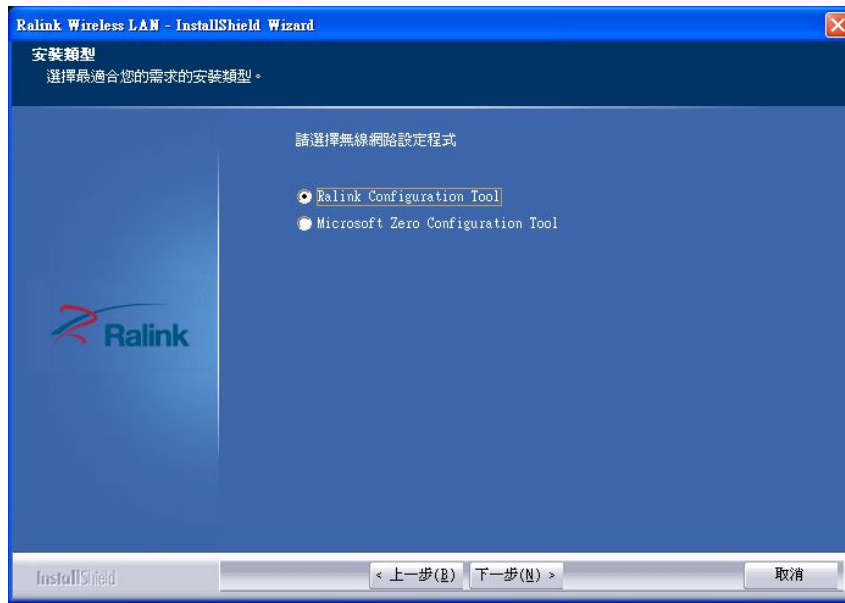 Ralink Wireless LAN - InstallShield Wizard
安裝類型
選擇最適合您的需求的安裝類型。
請選擇無線網路設定程式
Ralink Configuration Tool
Microsoft Zero Configuration Tool
Ralink
InstallShield
< 上一步(B)
下一步(N) >
取消